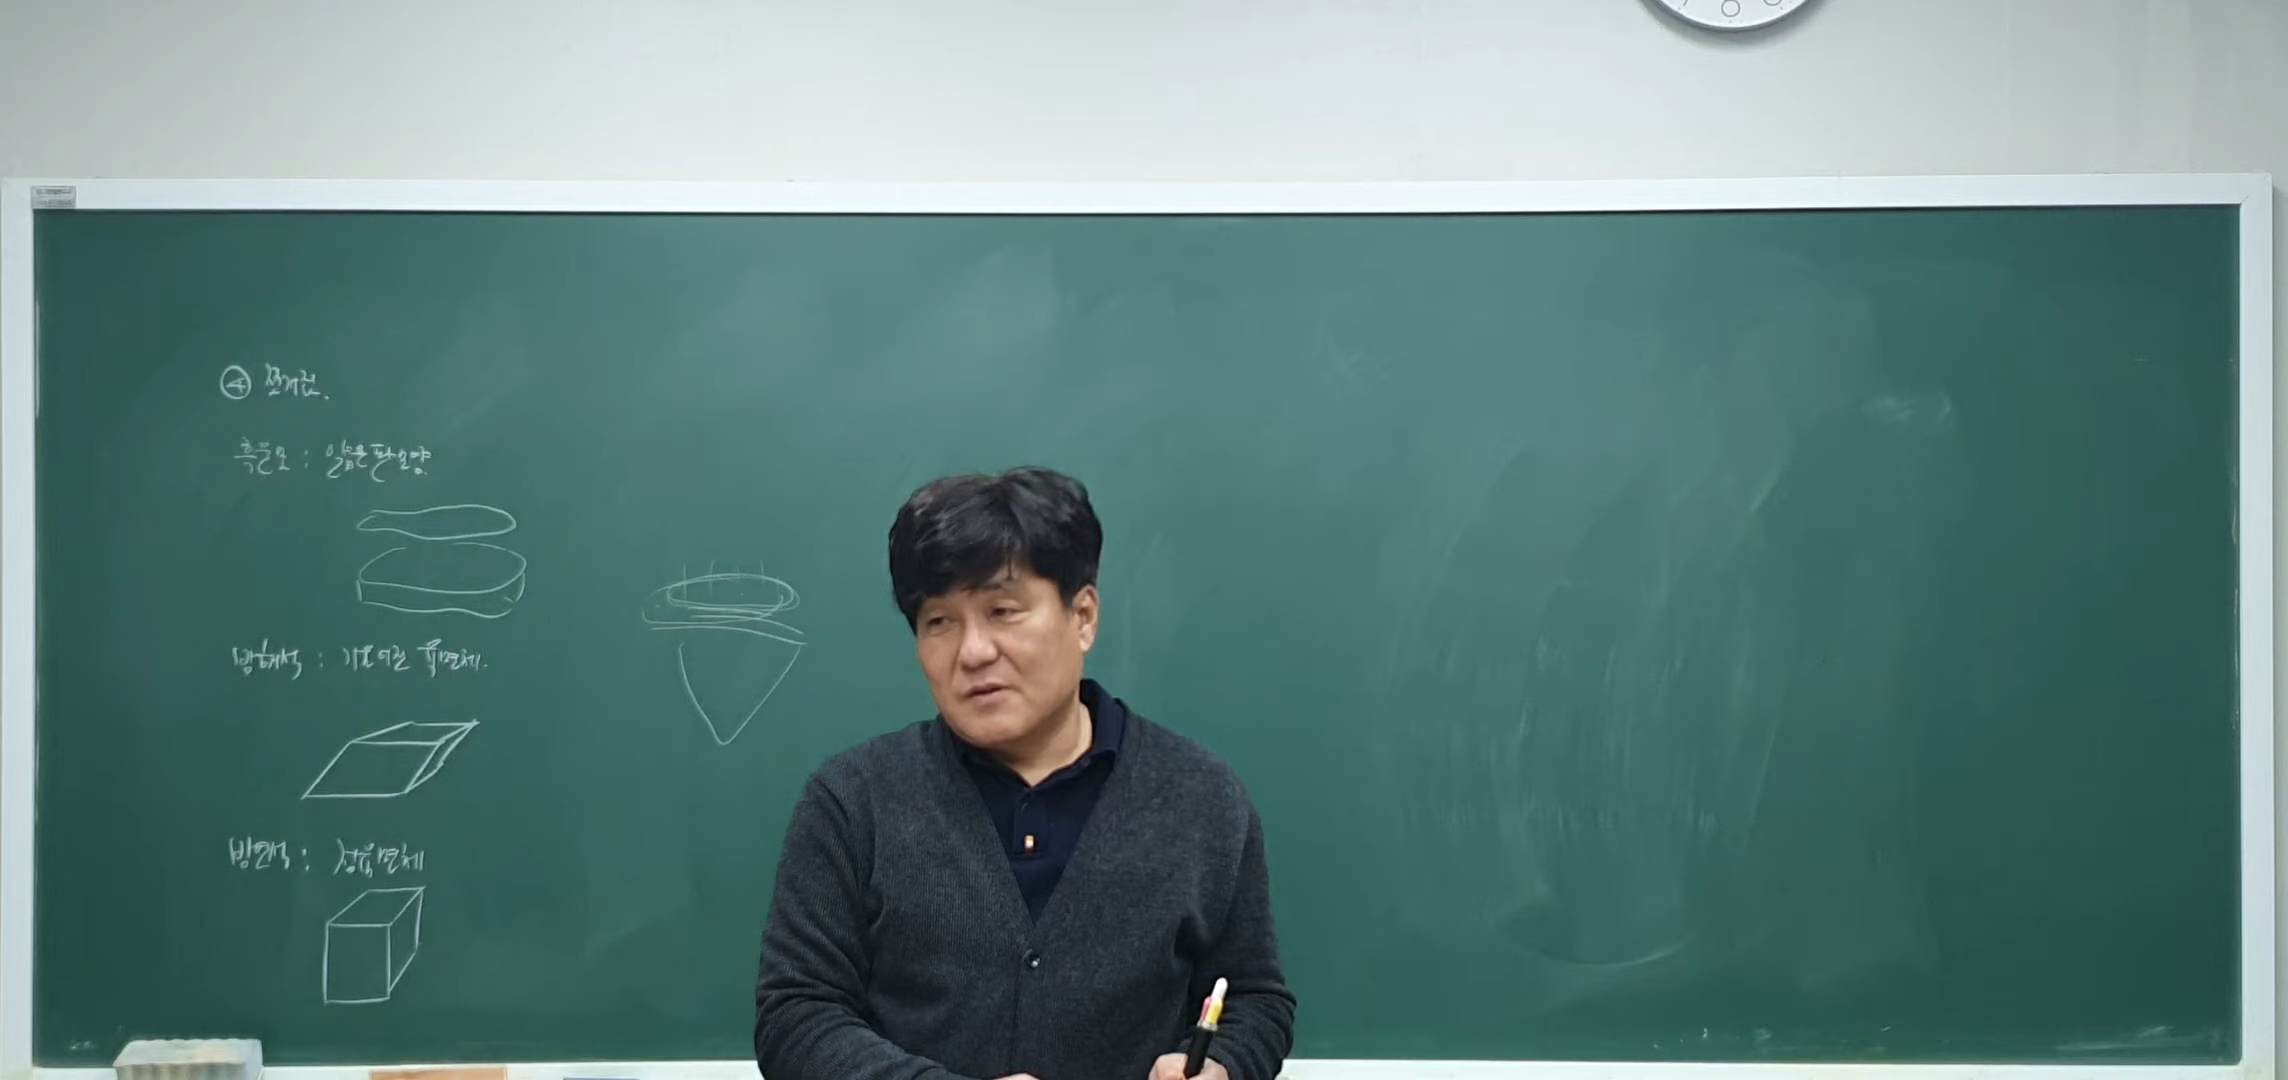 ④ 쪼개짐.
흑운모 : 얇은 판 모양.
방해석 : 기울어진 육면체.
방연석 : 정육면체